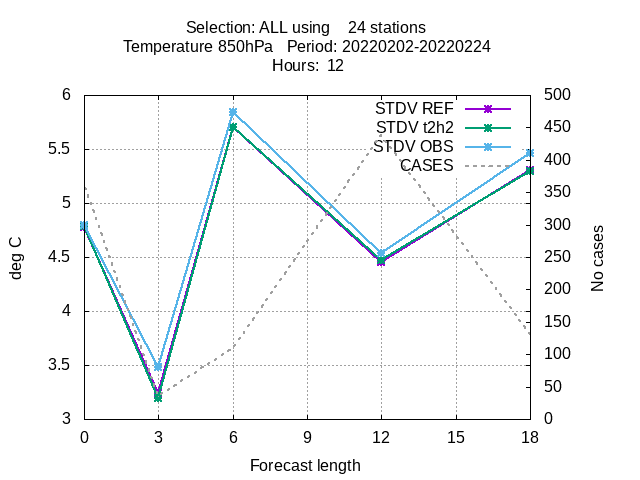 Selection: ALL using    24 stations
Temperature 850hPa   Period: 20220202-20220224
Hours:  12
6
5.5
5
4.5
4
3.5
3
deg C
STDV REF
STDV t2h2
STDV OBS
CASES
500
450
400
350
300
250
200
150
100
50
0
No cases
0 3 6 9 12 15 18
Forecast length